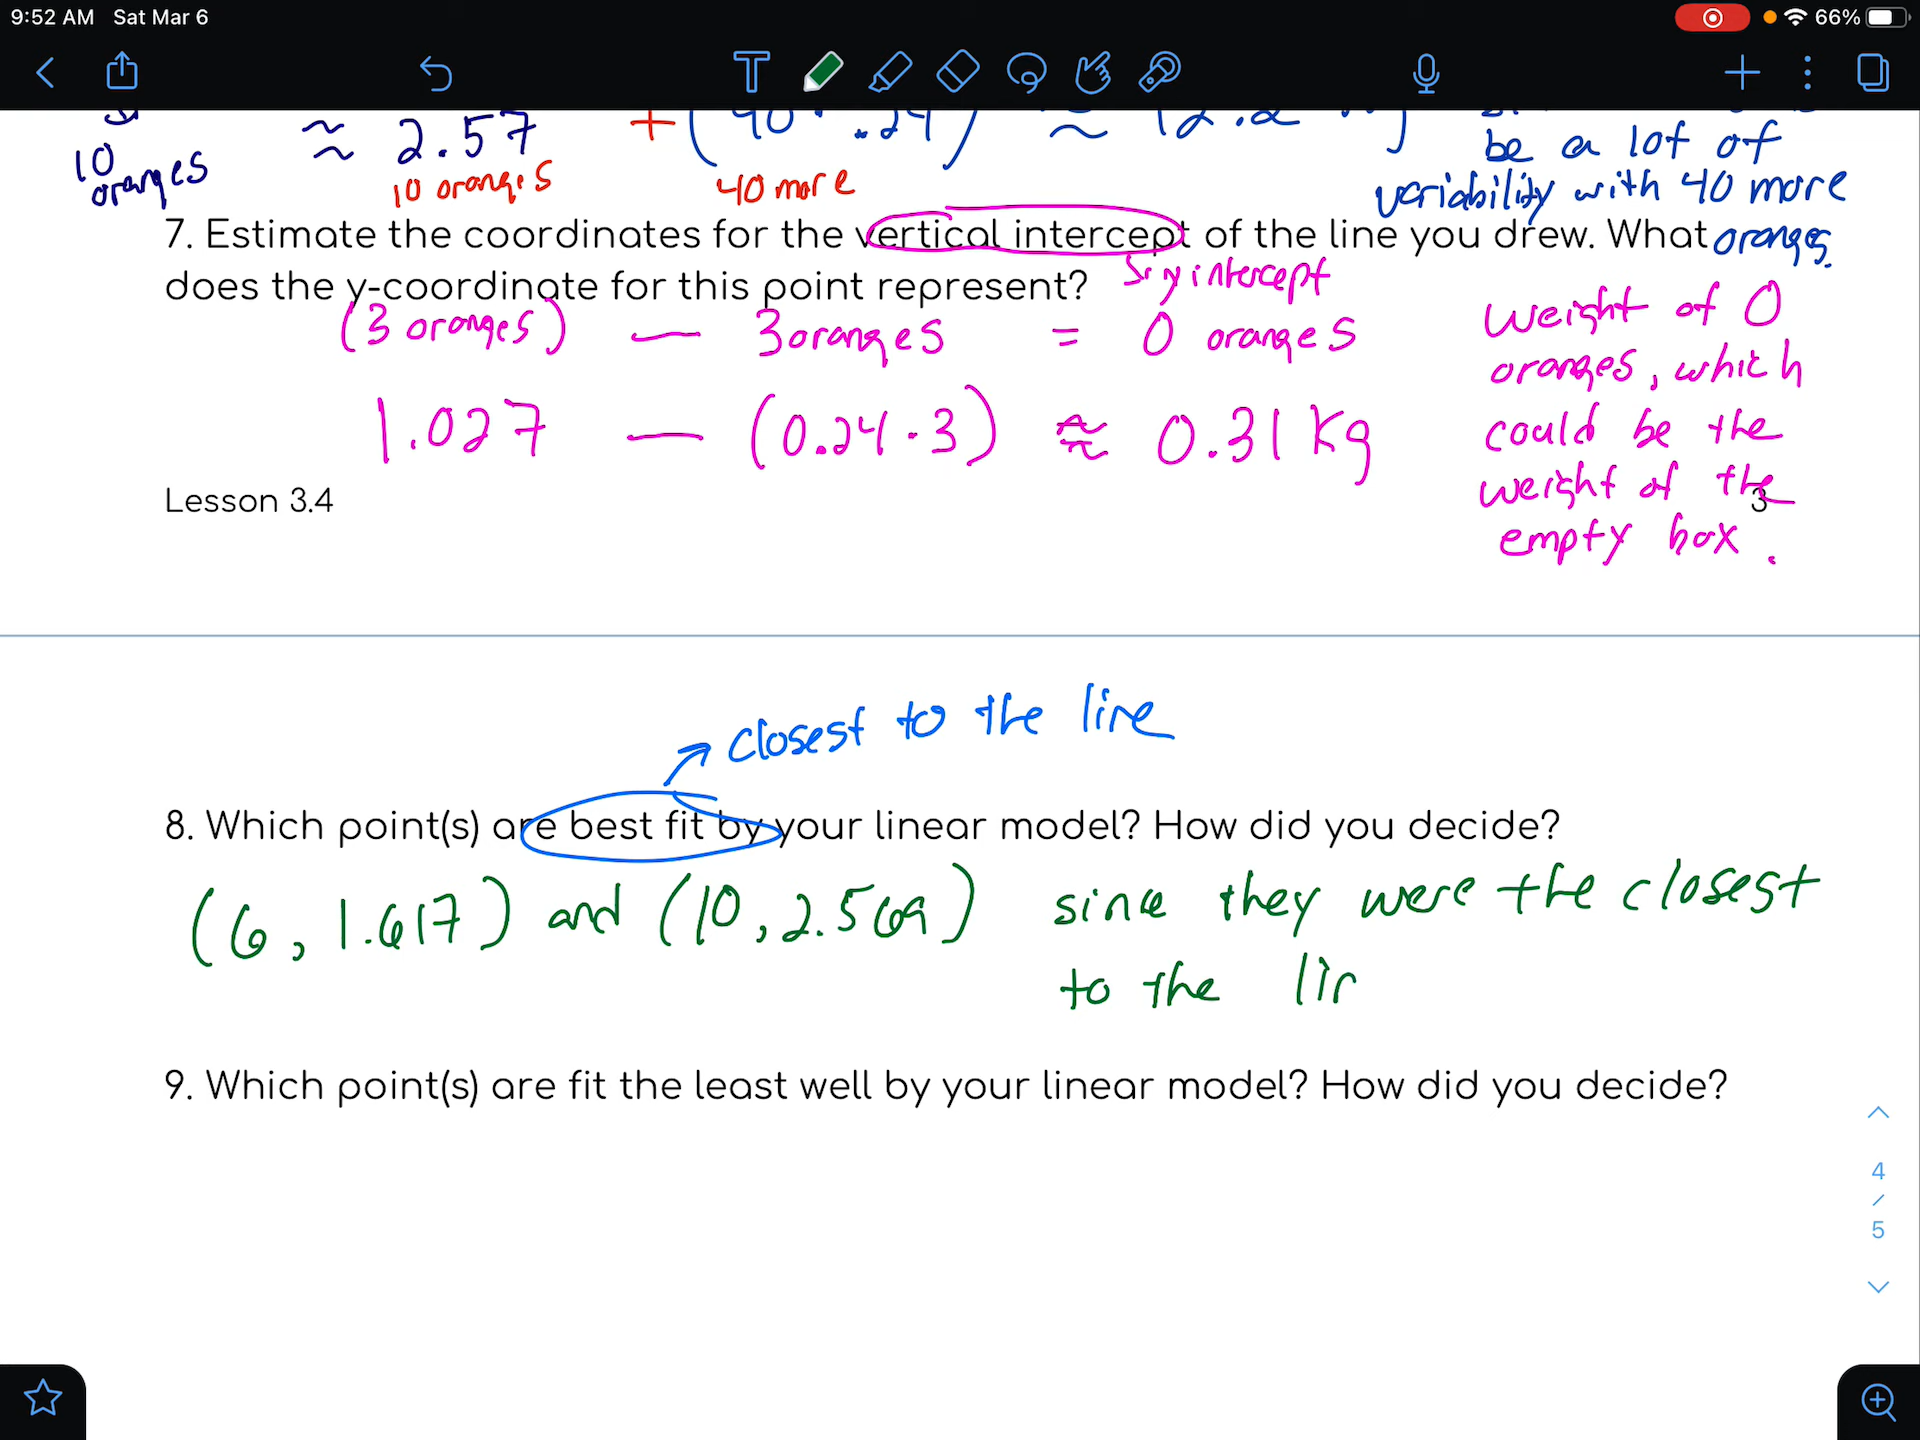 9:52 AM Sat Mar 6
66%
T
10 oranges
≈ 2.57 + (40 · .24) ≈ 12.2
10 oranges
40 more
be a lot of
variability with 40 more
oranges.
7. Estimate the coordinates for the vertical intercept of the line you drew. What
does the y-coordinate for this point represent?
y intercept
(3 oranges) — 3 oranges = 0 oranges
1.027 — (0.24 · 3) ≈ 0.31 kg
weight of 0
oranges, which
could be the
weight of the
empty box.
Lesson 3.4
3
closest to the line
8. Which point(s) are best fit by your linear model? How did you decide?
(6, 1.617) and (10, 2.569) since they were the closest
to the lin
9. Which point(s) are fit the least well by your linear model? How did you decide?
4
/
5